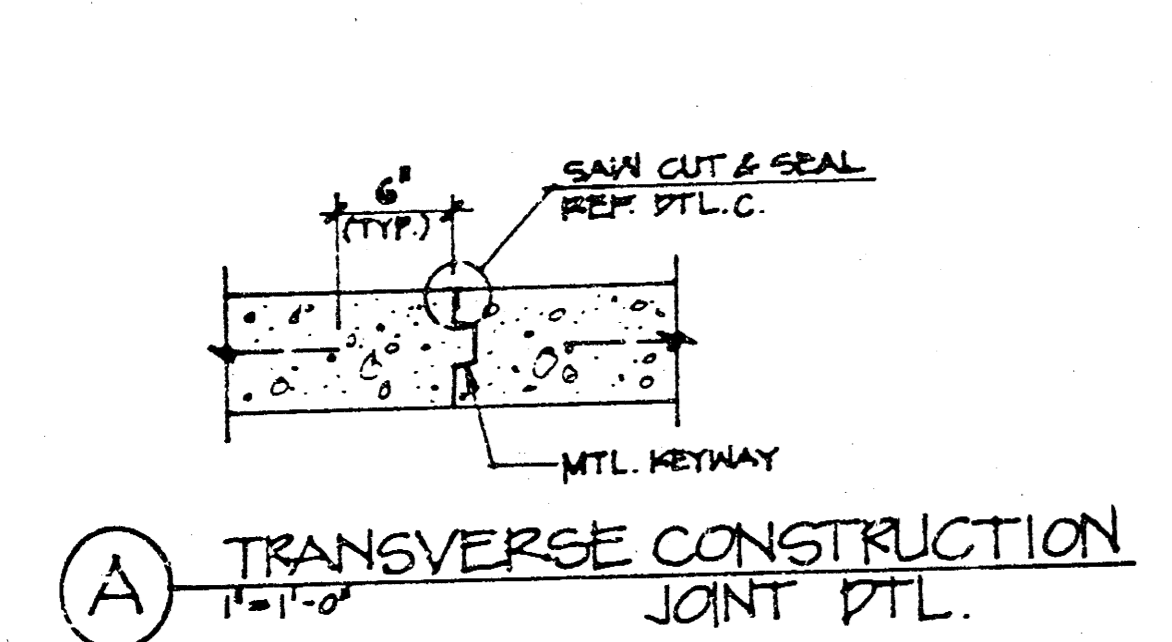 SAW CUT & SEAL
REF. DTL. C.
6"
(TYP.)
MTL. KEYWAY
A
TRANSVERSE CONSTRUCTION
JOINT DTL.
1"=1'-0"